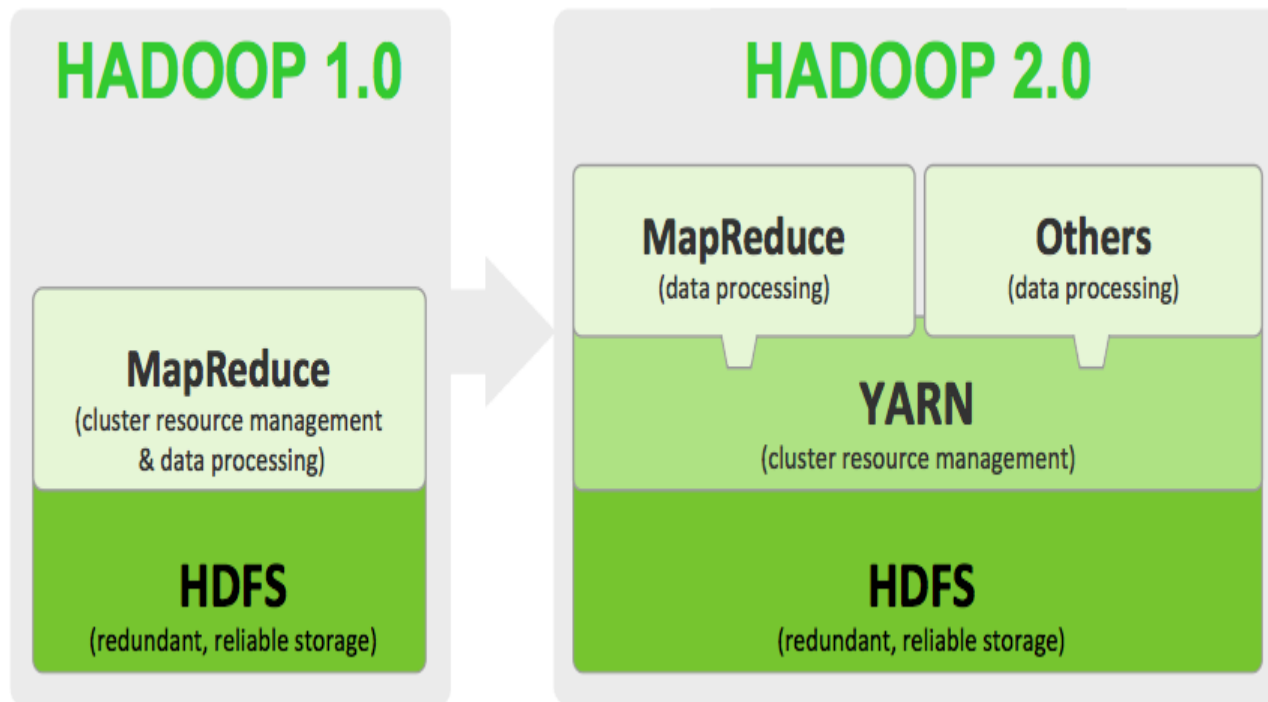 HADOOP 1.0
MapReduce
(cluster resource management
& data processing)
HDFS
(redundant, reliable storage)
HADOOP 2.0
MapReduce
(data processing)
Others
(data processing)
YARN
(cluster resource management)
HDFS
(redundant, reliable storage)